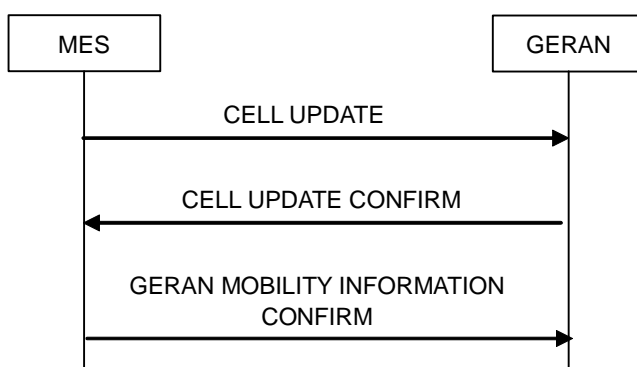 MES
GERAN
CELL UPDATE
CELL UPDATE CONFIRM
GERAN MOBILITY INFORMATION
CONFIRM